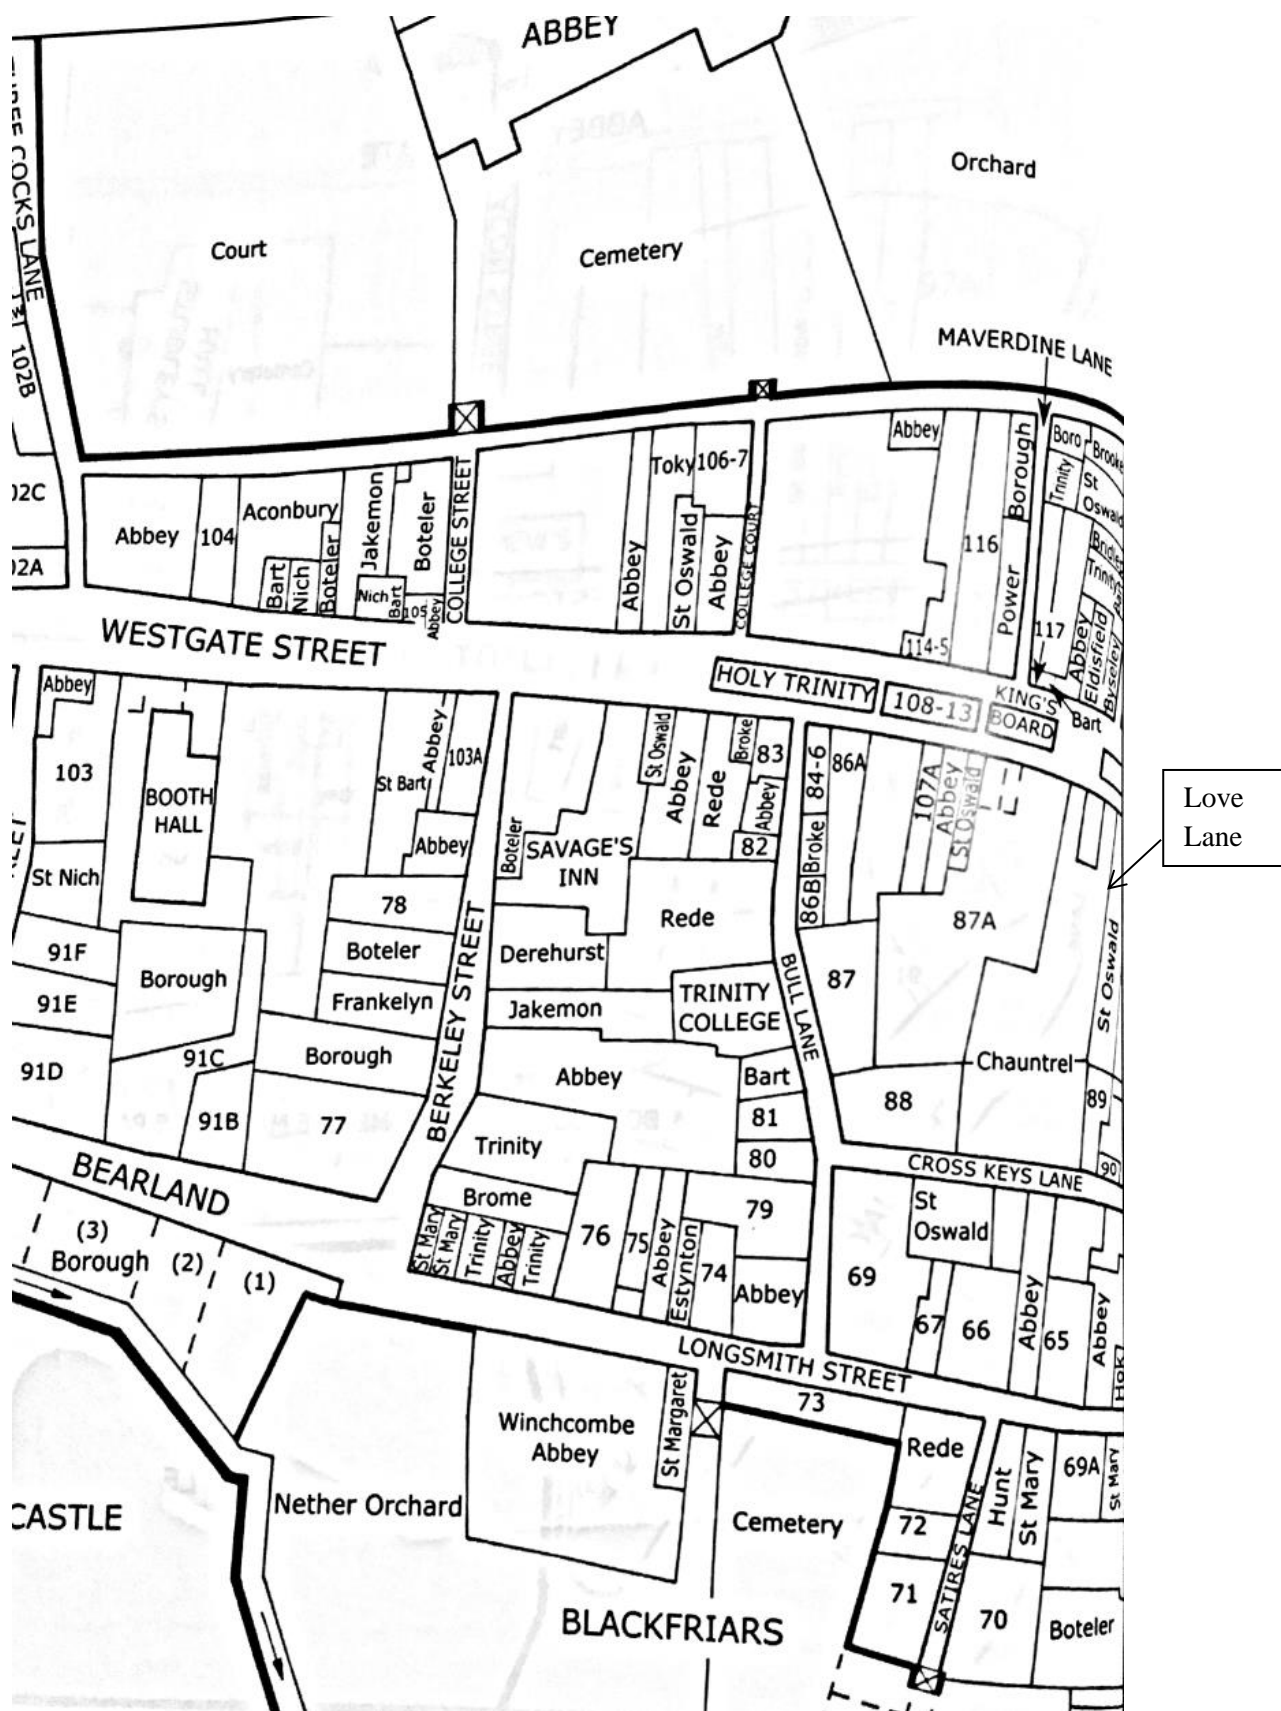 ABBEY
Orchard
Court
Cemetery
THREE COCKS LANE
102B
MAVERDINE LANE
Abbey
Borough
Boro
Brooke
Trinity
St
Oswald
Toky
106-7
COLLEGE STREET
COLLEGE COURT
02C
02A
Abbey
104
Aconbury
Jakemon
Boteler
Bart
Nich
Boteler
Nich
Bart
105
Abbey
Abbey
St Oswald
Abbey
116
Power
114-5
117
Abbey
Eldisfield
Byseley
Trinity
Bart
WESTGATE STREET
HOLY TRINITY
108-13
KING'S
BOARD
Abbey
103
BOOTH
HALL
St Bart
Abbey
103A
Abbey
St Oswald
Abbey
Rede
Broke
83
Abbey
82
84-6
86A
Broke
86B
107A
Abbey
St Oswald
Love
Lane
St Nich
78
Boteler
SAVAGE'S
INN
Rede
87A
St Oswald
91F
Borough
Boteler
Derehurst
87
91E
Frankelyn
Jakemon
TRINITY
COLLEGE
BULL LANE
BERKELEY STREET
91D
91C
Borough
Abbey
Bart
Chauntrel
88
89
91B
77
81
Trinity
80
90
CROSS KEYS LANE
BEARLAND
Brome
79
St
Oswald
(3)
Borough
(2)
(1)
St Mary
St Mary
Trinity
Abbey
Trinity
76
75
Abbey
Estynton
74
Abbey
69
67
66
Abbey
65
Abbey
LONGSMITH STREET
73
Winchcombe
Abbey
St Margaret
Rede
Hunt
St Mary
69A
St Mary
CASTLE
Nether Orchard
Cemetery
72
SATIRES LANE
71
70
Boteler
BLACKFRIARS